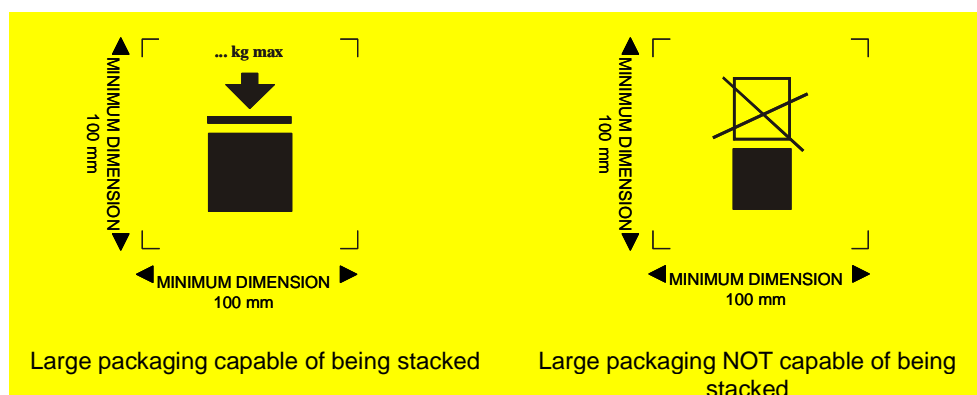 ... kg max
MINIMUM DIMENSION
100 mm
MINIMUM DIMENSION
100 mm
Large packaging capable of being stacked
MINIMUM DIMENSION
100 mm
MINIMUM DIMENSION
100 mm
Large packaging NOT capable of being
stacked